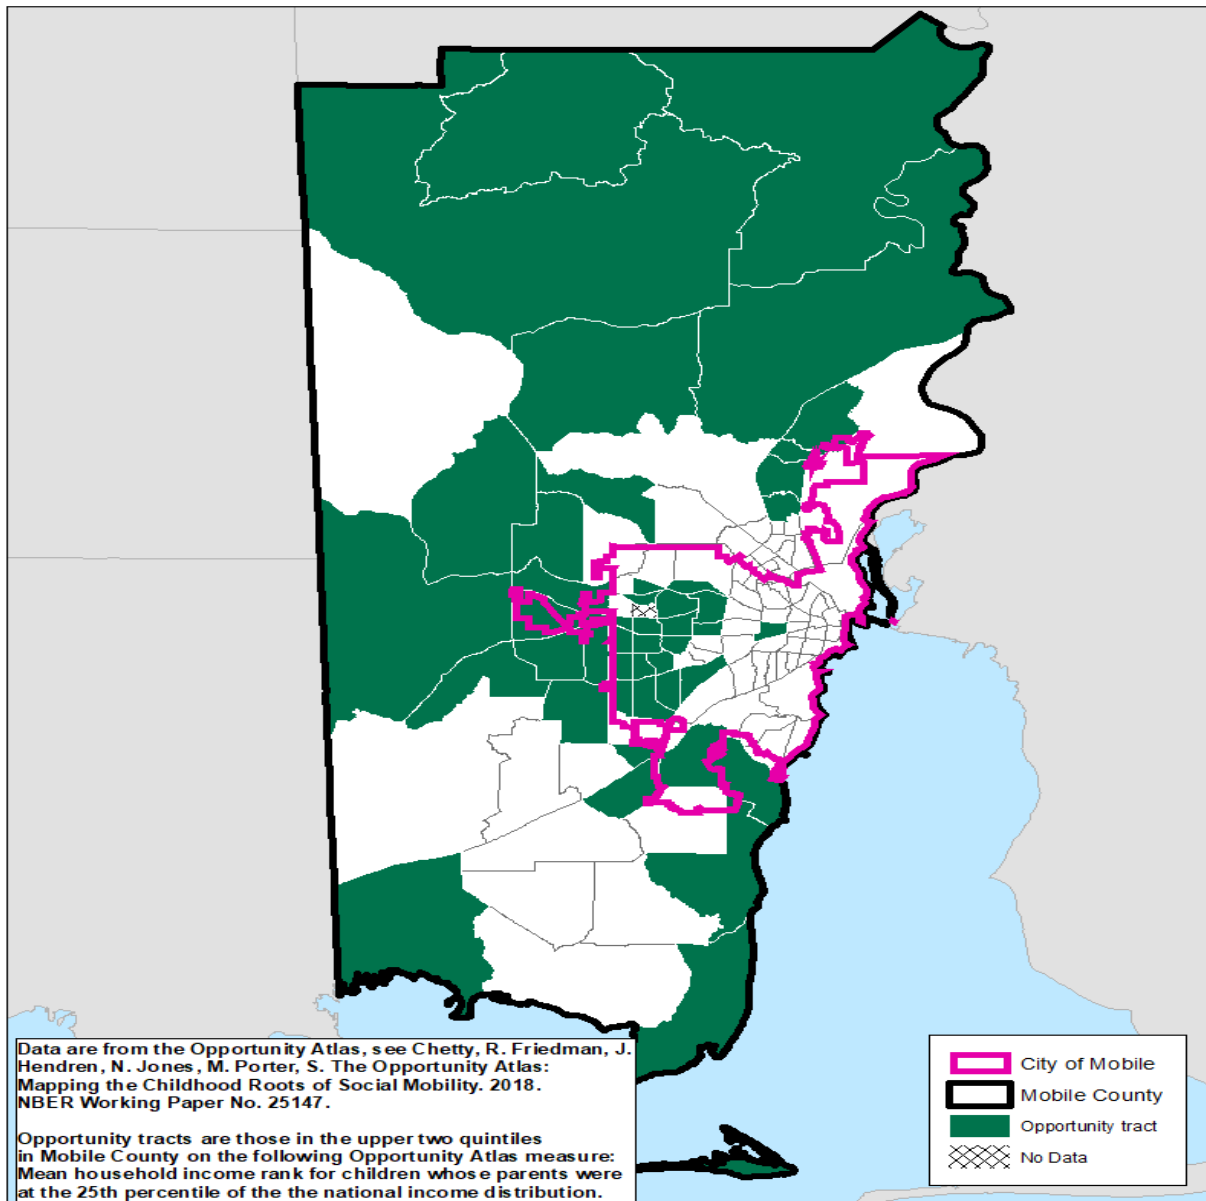 Data are from the Opportunity Atlas, see Chetty, R. Friedman, J.
Hendren, N. Jones, M. Porter, S. The Opportunity Atlas:
Mapping the Childhood Roots of Social Mobility. 2018.
NBER Working Paper No. 25147.
Opportunity tracts are those in the upper two quintiles
in Mobile County on the following Opportunity Atlas measure:
Mean household income rank for children whose parents were
at the 25th percentile of the the national income distribution.
City of Mobile
Mobile County
Opportunity tract
No Data